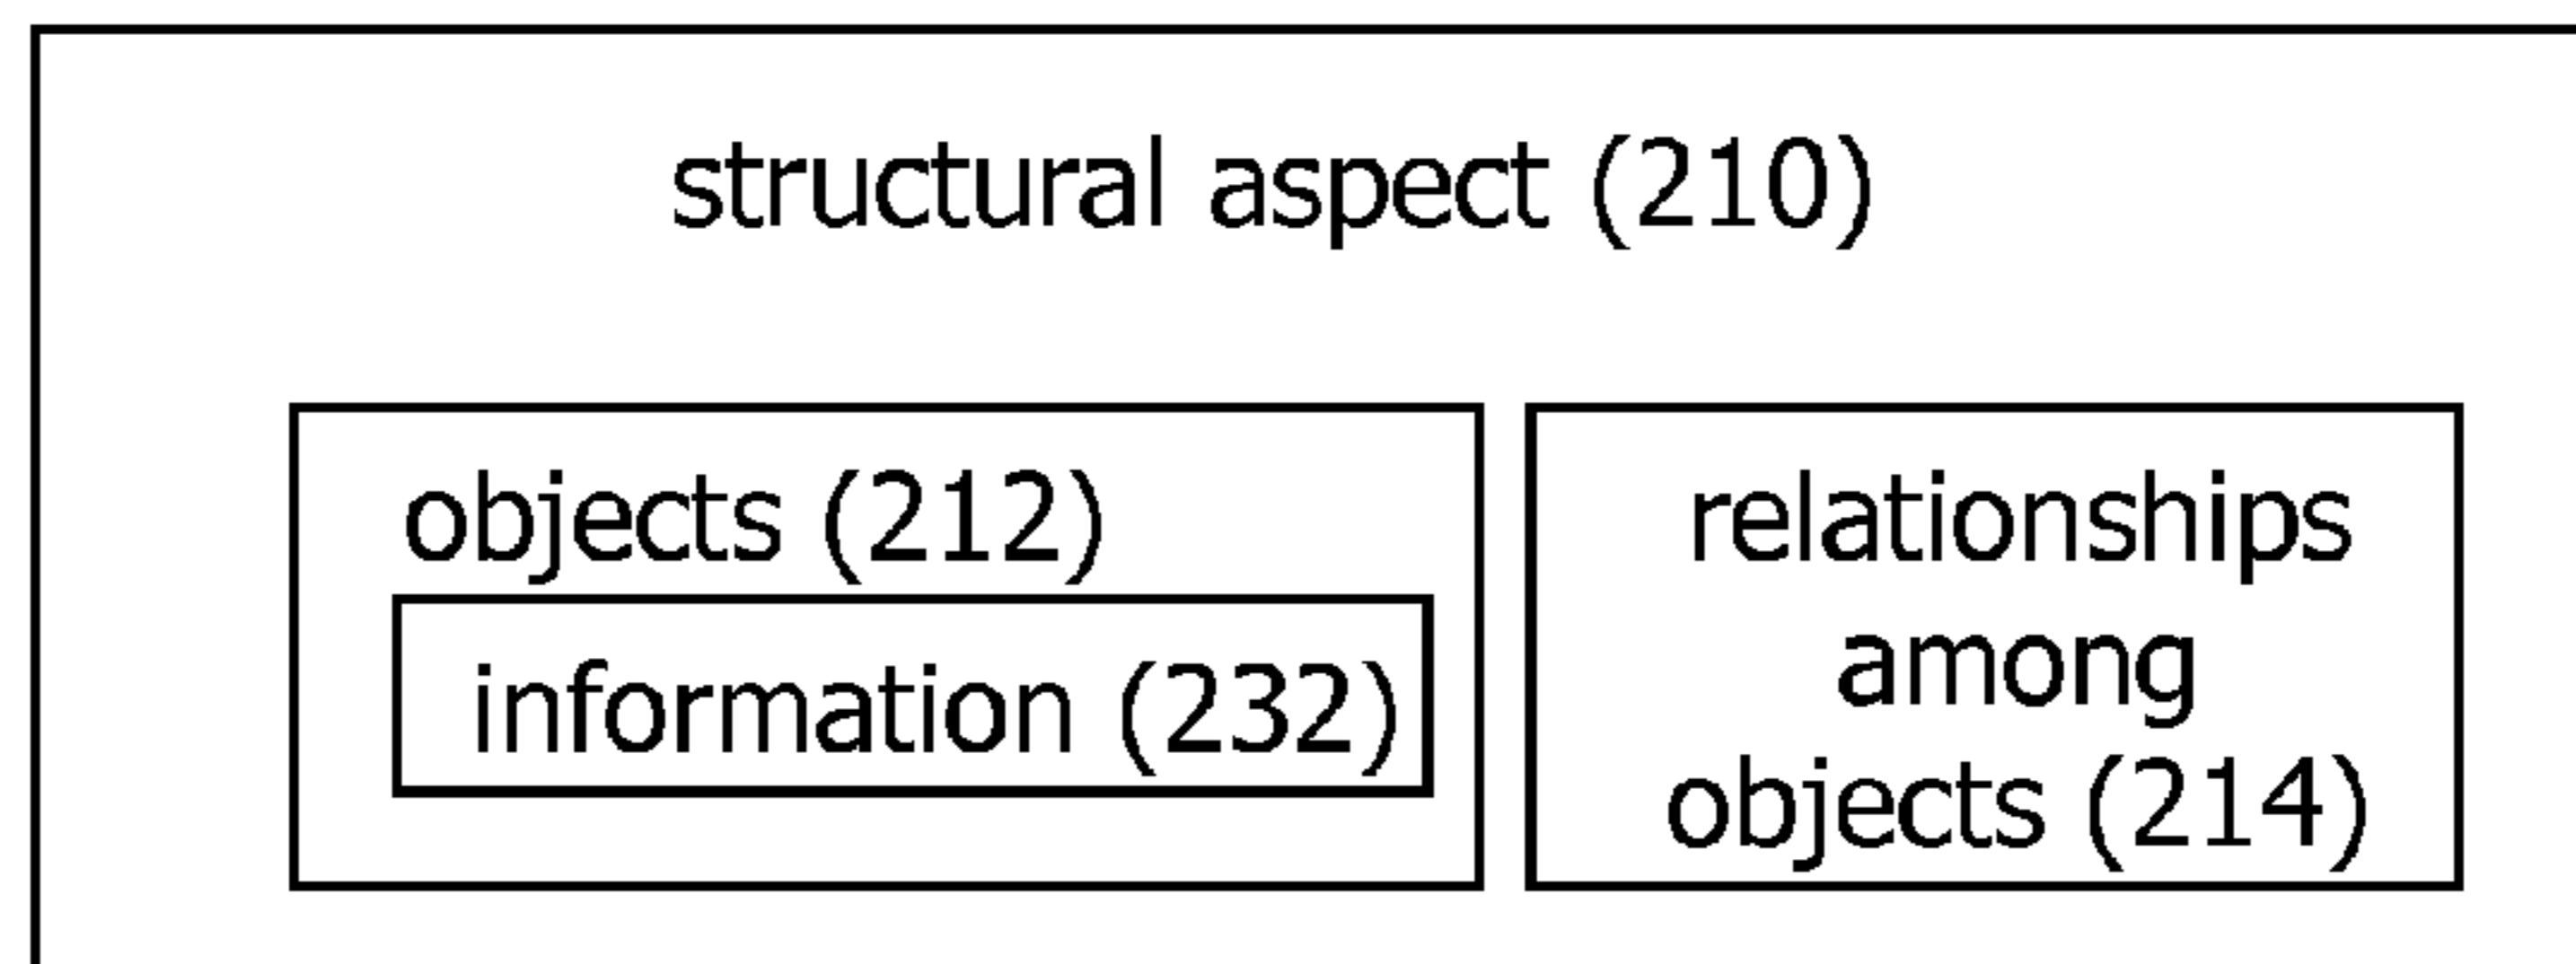 structural aspect (210)
objects (212)
information (232)
relationships
among
objects (214)